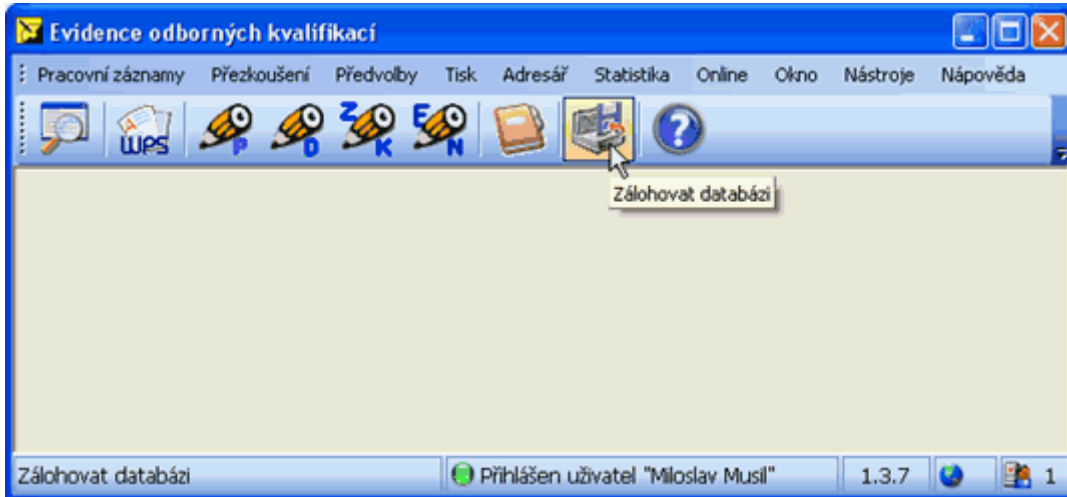 Evidence odborných kvalifikací
Pracovní záznamy Přezkoušení Předvolby Tisk Adresář Statistika Online Okno Nástroje Nápověda
WPS P D Z K E N ?
Zálohovat databázi
Zálohovat databázi Přihlášen uživatel "Miloslav Musil" 1.3.7 1